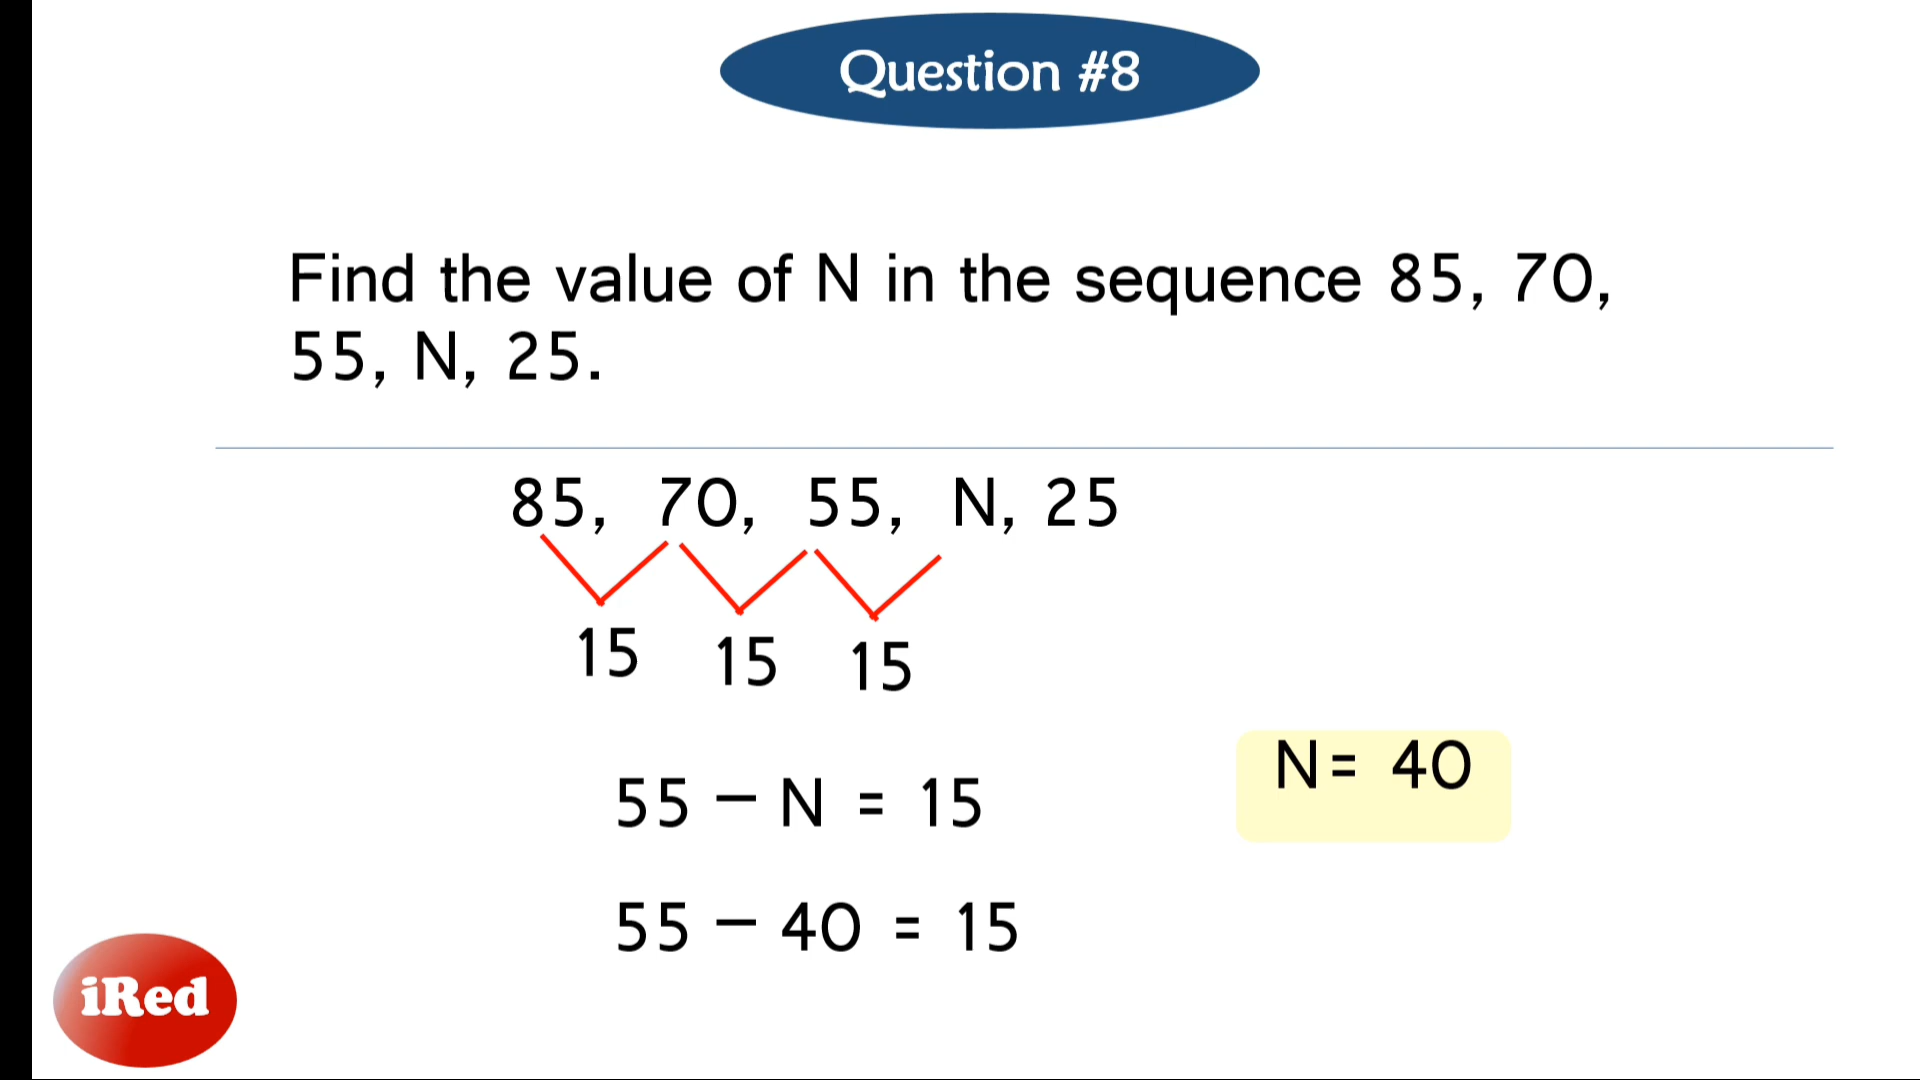 Question #8
Find the value of N in the sequence 85, 70,
55, N, 25.
85, 70, 55, N, 25
15 15 15
N= 40
55 – N = 15
55 – 40 = 15
iRed